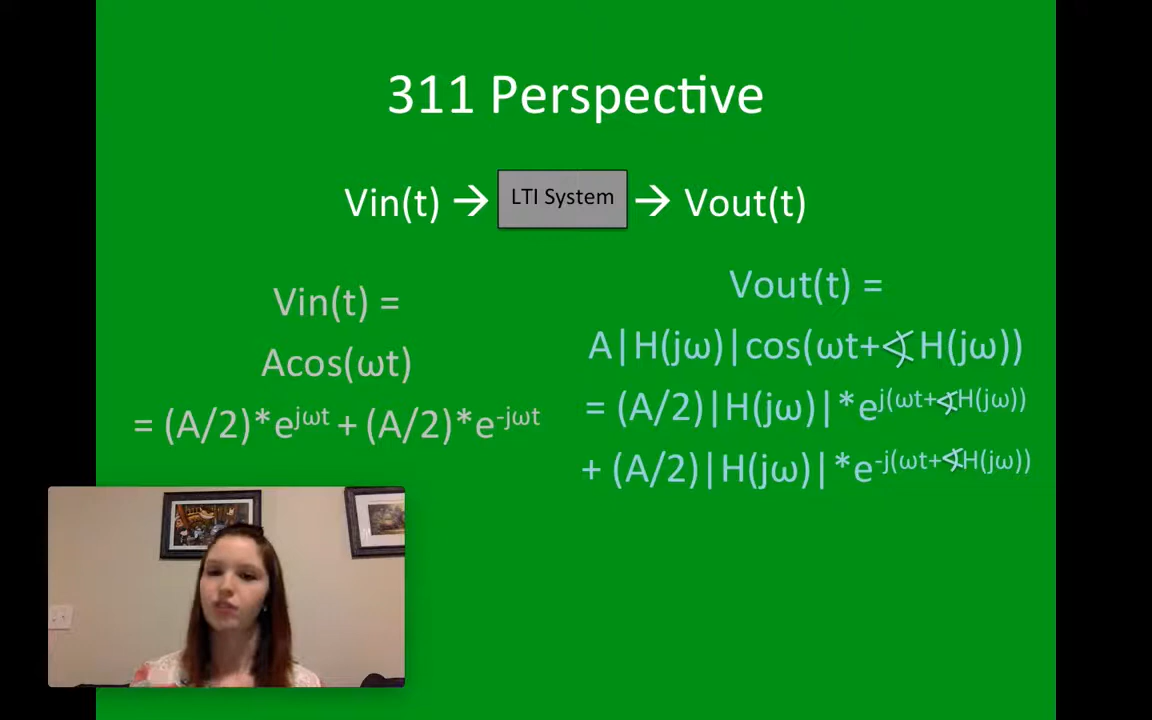 311 Perspective
Vin(t) → LTI System → Vout(t)
Vin(t) =
Acos(ωt)
= (A/2)*e^jωt + (A/2)*e^-jωt
Vout(t) =
A|H(jω)|cos(ωt+∢H(jω))
= (A/2)|H(jω)|*e^j(ωt+∢H(jω))
+ (A/2)|H(jω)|*e^-j(ωt+∢H(jω))